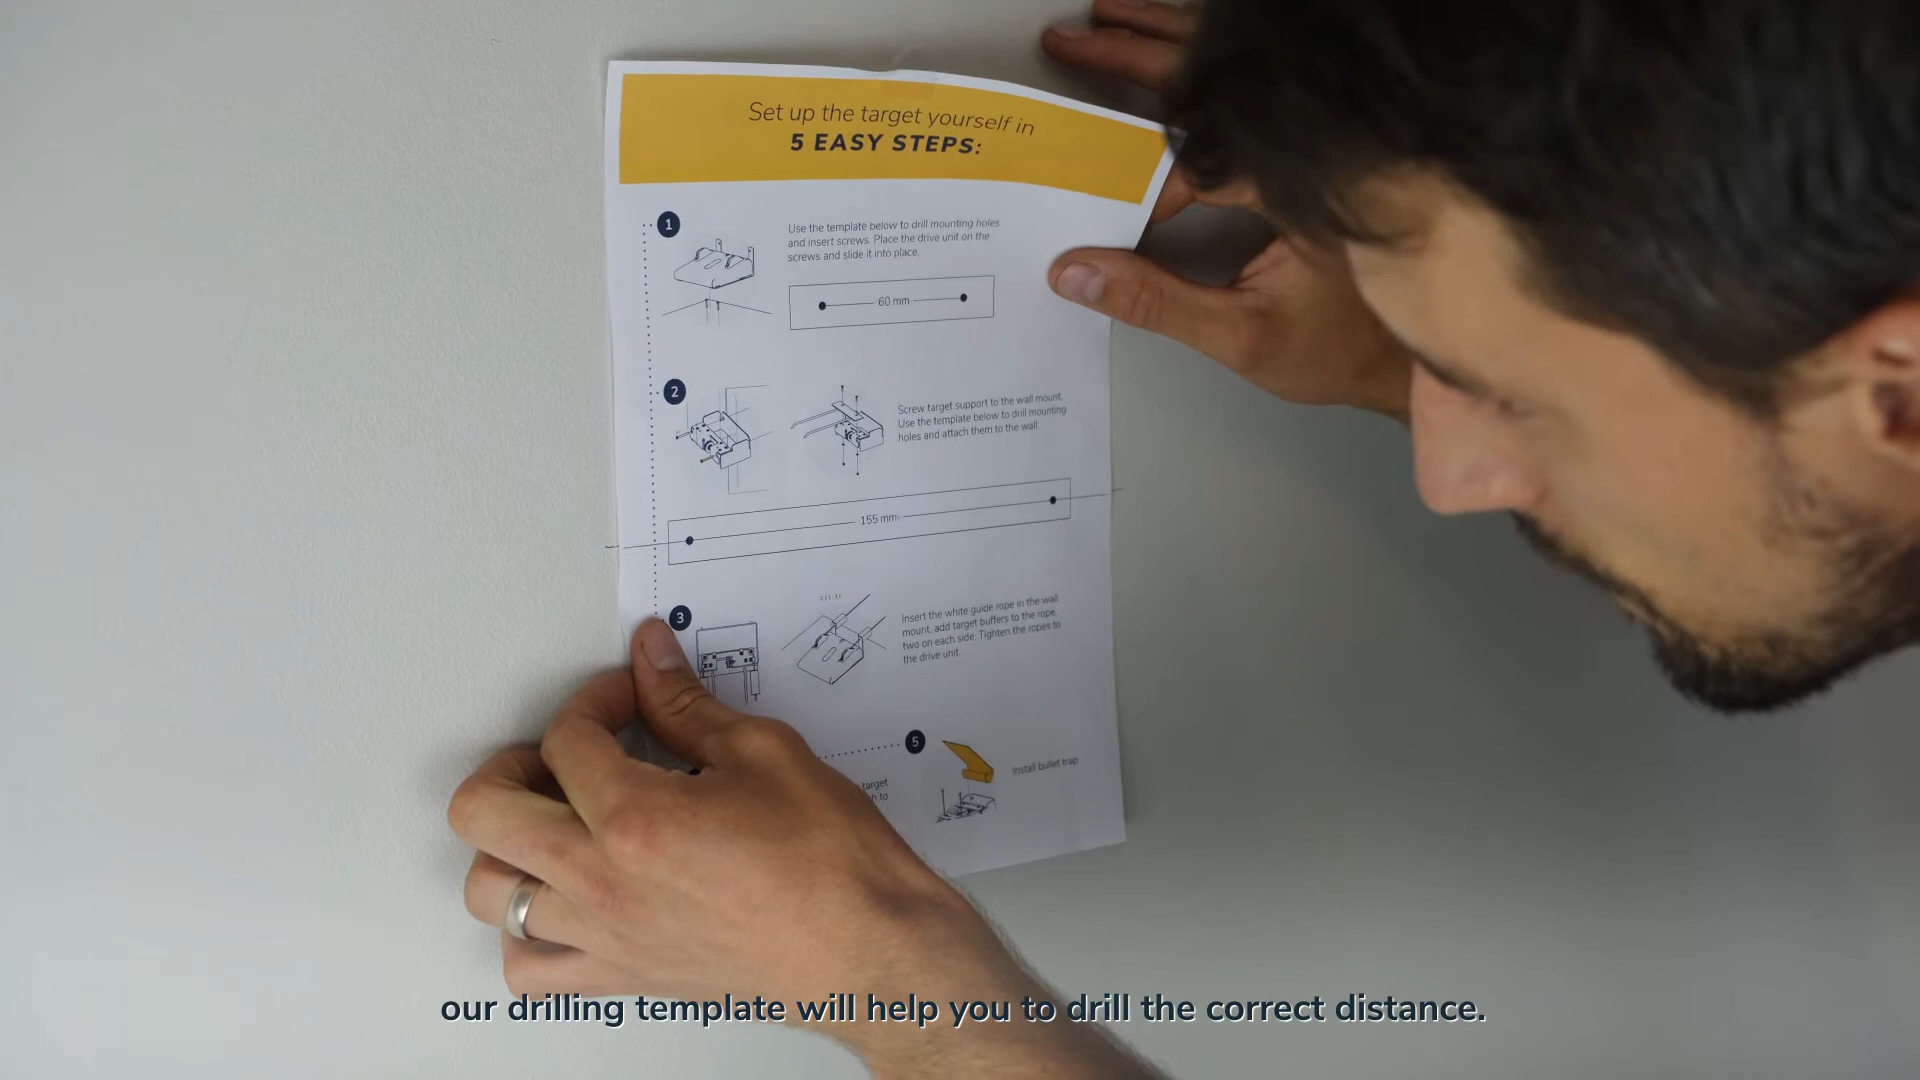 Set up the target yourself in
5 EASY STEPS:
1
Use the template below to drill mounting holes
and insert screws. Place the drive unit on the
screws and slide it into place.
60 mm
2
Screw target support to the wall mount.
Use the template below to drill mounting
holes and attach them to the wall
155 mm
3
Insert the white guide rope in the wall
mount, add target buffers to the rope,
two on each side. Tighten the ropes to
the drive unit.
5
Install bullet trap
target
to
our drilling template will help you to drill the correct distance.